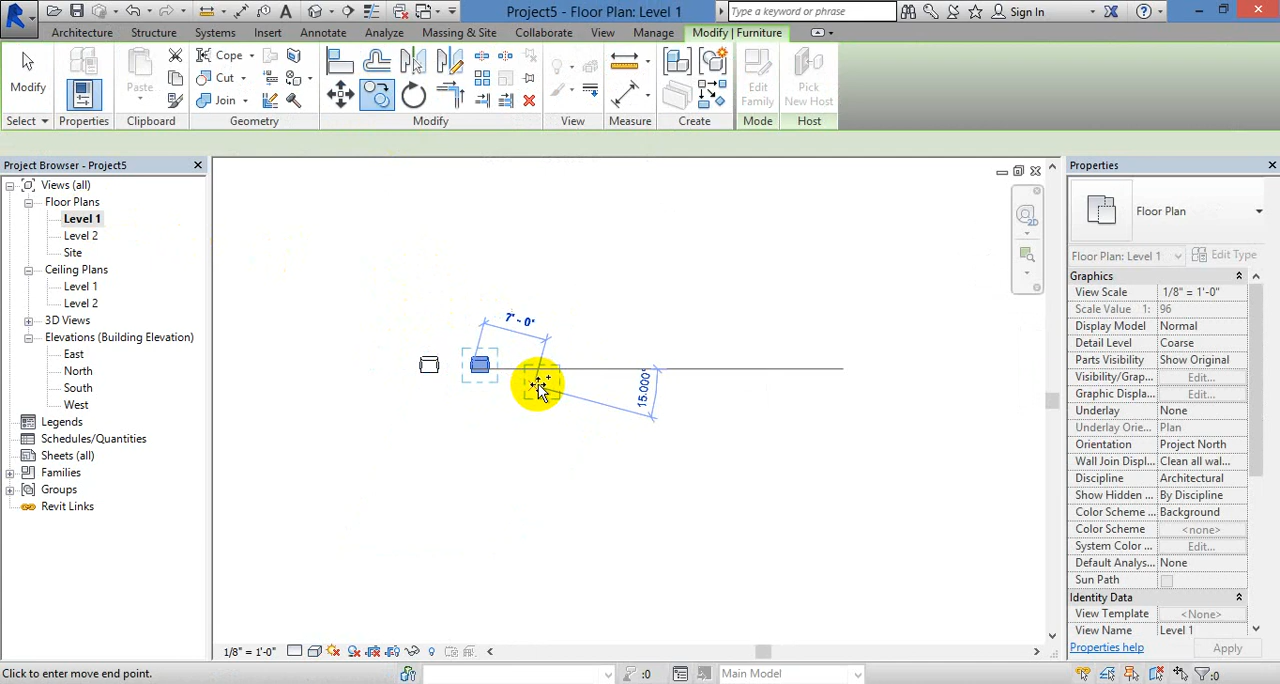 Project5 - Floor Plan: Level 1
Type a keyword or phrase
Sign In
Architecture Structure Systems Insert Annotate Analyze Massing & Site Collaborate View Manage Modify | Furniture
Modify
Paste
Cope
Cut
Join
Edit Family
Pick New Host
Select Properties Clipboard Geometry Modify View Measure Create Mode Host
Project Browser - Project5
Views (all)
Floor Plans
Level 1
Level 2
Site
Ceiling Plans
Level 1
Level 2
3D Views
Elevations (Building Elevation)
East
North
South
West
Legends
Schedules/Quantities
Sheets (all)
Families
Groups
Revit Links
2D
7' - 0"
15.000°
Properties
Floor Plan
Floor Plan: Level 1 Edit Type
Graphics
View Scale 1/8" = 1'-0"
Scale Value 1: 96
Display Model Normal
Detail Level Coarse
Parts Visibility Show Original
Visibility/Grap... Edit...
Graphic Displa... Edit...
Underlay None
Underlay Orie... Plan
Orientation Project North
Wall Join Displ... Clean all wal...
Discipline Architectural
Show Hidden ... By Discipline
Color Scheme ... Background
Color Scheme <none>
System Color ... Edit...
Default Analys... None
Sun Path
Identity Data
View Template <None>
View Name Level 1
Properties help Apply
1/8" = 1'-0"
Click to enter move end point.
:0
Main Model
:0